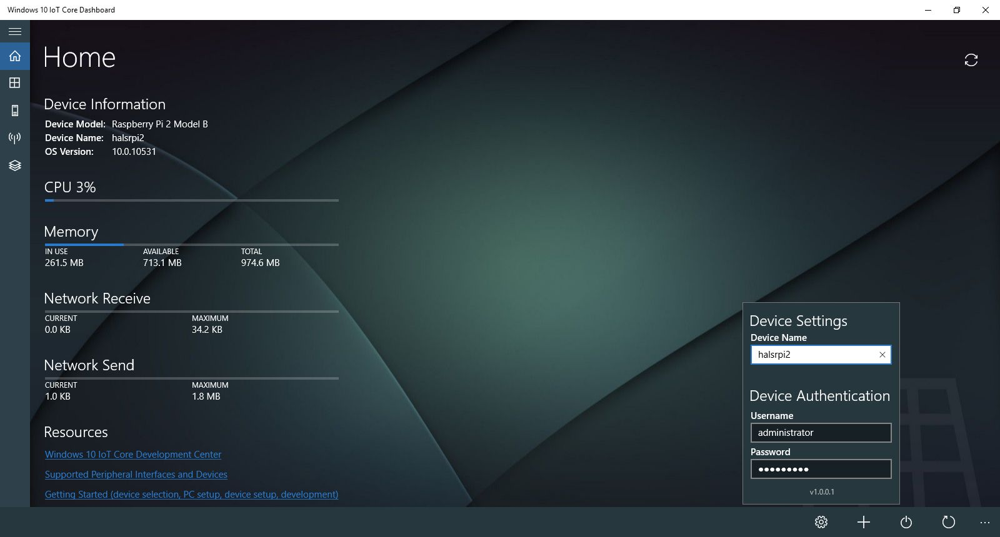 Windows 10 IoT Core Dashboard
Home
Device Information
Device Model: Raspberry Pi 2 Model B
Device Name: halsrpi2
OS Version: 10.0.10531
CPU 3%
Memory
IN USE AVAILABLE TOTAL
261.5 MB 713.1 MB 974.6 MB
Network Receive
CURRENT MAXIMUM
0.0 KB 34.2 KB
Network Send
CURRENT MAXIMUM
1.0 KB 1.8 MB
Resources
Windows 10 IoT Core Development Center
Supported Peripheral Interfaces and Devices
Getting Started (device selection, PC setup, device setup, development)
Device Settings
Device Name
halsrpi2
Device Authentication
Username
administrator
Password
●●●●●●●●●
v1.0.0.1